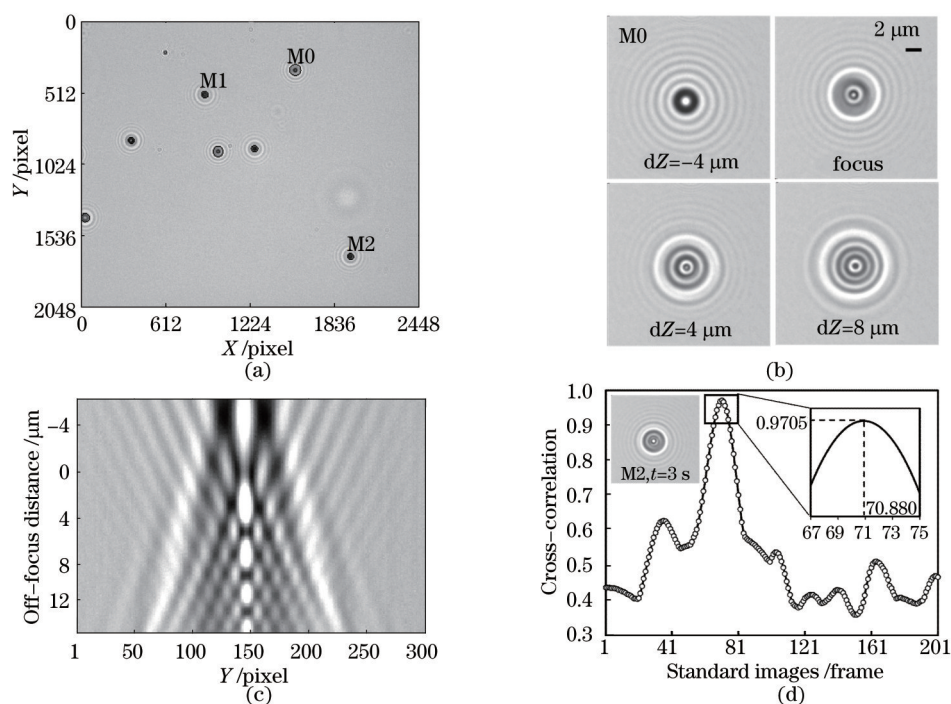 0
512
1024
1536
2048
Y/pixel
M0
M1
M2
0
612
1224
1836
2448
X/pixel
(a)
M0
2 μm
dZ=−4 μm
focus
dZ=4 μm
dZ=8 μm
(b)
−4
0
4
8
12
Off−focus distance /μm
1
50
100
150
200
250
300
Y/pixel
(c)
1.0
0.9
0.8
0.7
0.6
0.5
0.4
0.3
Cross−correlation
M2,t=3 s
0.9705
70.880
67
69
71
73
75
1
41
81
121
161
201
Standard images /frame
(d)